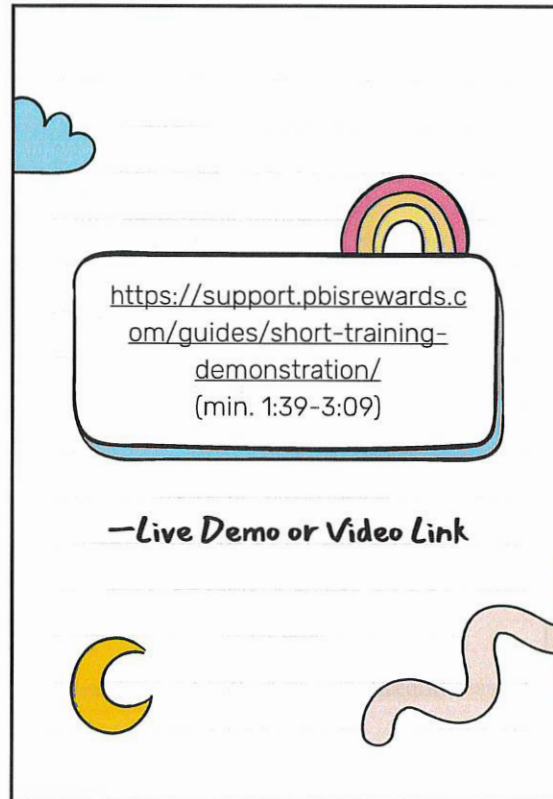 https://support.pbisrewards.c
om/guides/short-training-
demonstration/
(min. 1:39-3:09)
—Live Demo or Video Link